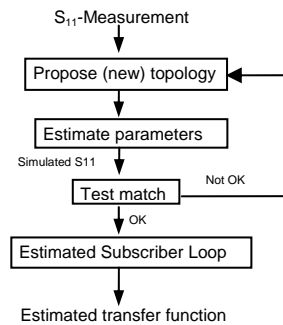 S₁₁-Measurement
Propose (new) topology
Estimate parameters
Simulated S11
Test match
Not OK
OK
Estimated Subscriber Loop
Estimated transfer function